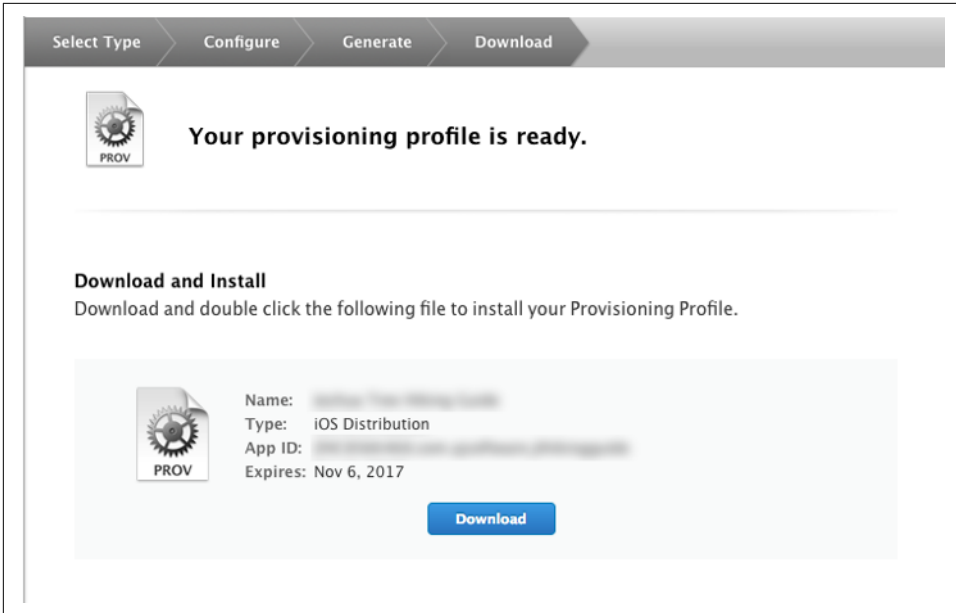 Select Type Configure Generate Download
PROV
Your provisioning profile is ready.
Download and Install
Download and double click the following file to install your Provisioning Profile.
Name:
Type: iOS Distribution
App ID:
PROV
Expires: Nov 6, 2017
Download